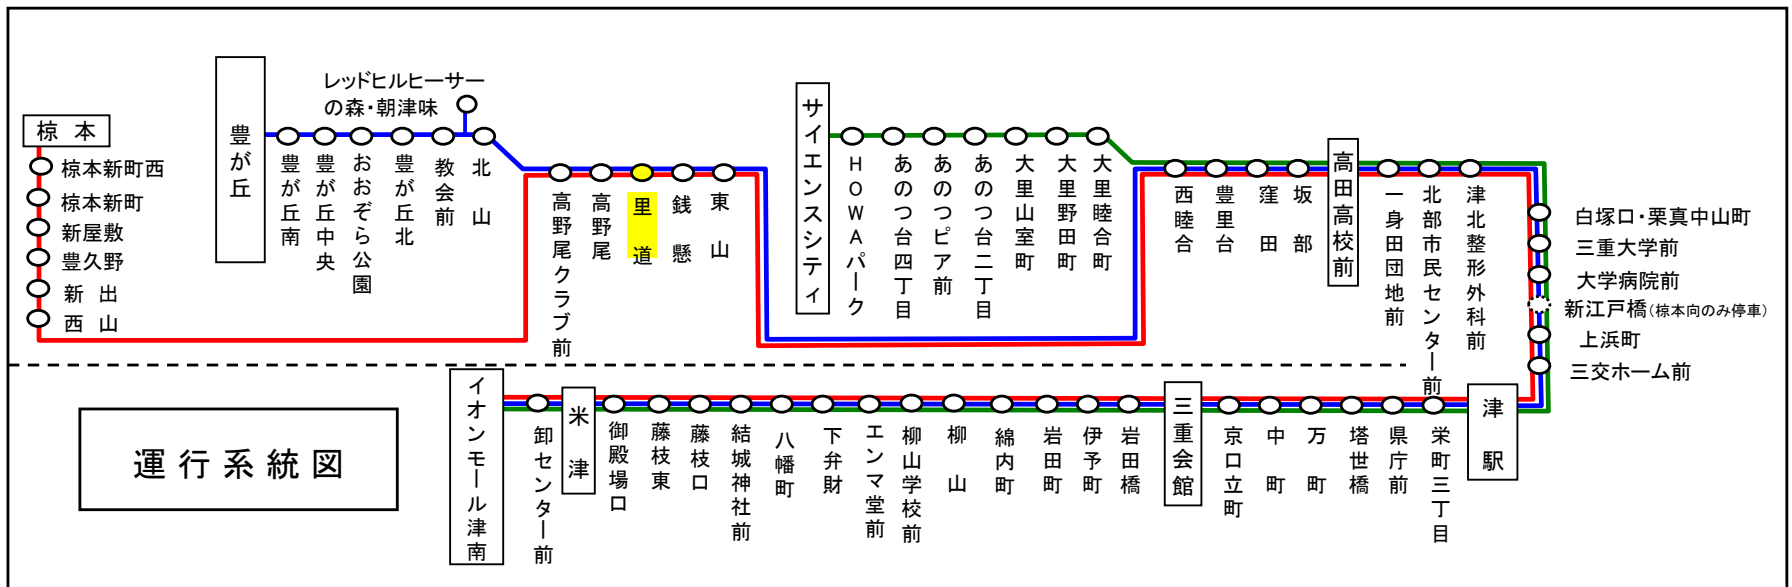 椋本
椋本新町西
椋本新町
新屋敷
豊久野
新出
西山
豊が丘
豊が丘南
豊が丘中央
おおぞら公園
豊が丘北
教会前
レッドヒルヒーサー
の森・朝津味
北山
高野尾クラブ前
高野尾
里道
銭懸
東山
サイエンスシティ
HOWAパーク
あのつ台四丁目
あのつピア前
あのつ台二丁目
大里山室町
大里野田町
大里睦合町
西睦合
豊里台
窪田
坂部
高田高校前
一身田団地前
北部市民センター前
津北整形外科前
白塚口・栗真中山町
三重大学前
大学病院前
新江戸橋(椋本向のみ停車)
上浜町
三交ホーム前
運行系統図
イオンモール津南
卸センター前
米津
御殿場口
藤枝東
藤枝口
結城神社前
八幡町
下弁財
エンマ堂前
柳山学校前
柳山
綿内町
岩田町
伊予町
岩田橋
三重会館
京口立町
中町
万町
塔世橋
県庁前
栄町三丁目
津駅